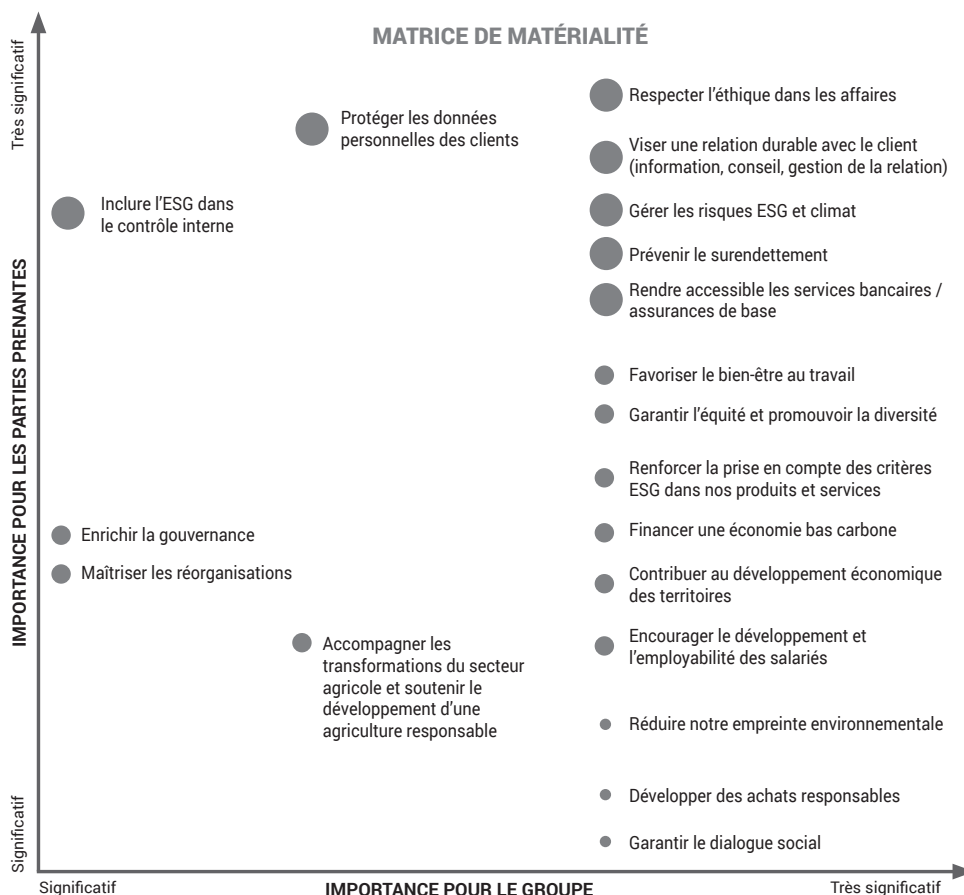 MATRICE DE MATÉRIALITÉ
Très significatif
IMPORTANCE POUR LES PARTIES PRENANTES
Significatif
Respecter l'éthique dans les affaires
Protéger les données
personnelles des clients
Viser une relation durable avec le client
(information, conseil, gestion de la relation)
Inclure l'ESG dans
le contrôle interne
Gérer les risques ESG et climat
Prévenir le surendettement
Rendre accessible les services bancaires /
assurances de base
Favoriser le bien-être au travail
Garantir l'équité et promouvoir la diversité
Renforcer la prise en compte des critères
ESG dans nos produits et services
Enrichir la gouvernance
Financer une économie bas carbone
Maîtriser les réorganisations
Contribuer au développement économique
des territoires
Accompagner les
transformations du secteur
agricole et soutenir le
développement d'une
agriculture responsable
Encourager le développement et
l'employabilité des salariés
Réduire notre empreinte environnementale
Développer des achats responsables
Garantir le dialogue social
Significatif
IMPORTANCE POUR LE GROUPE
Très significatif